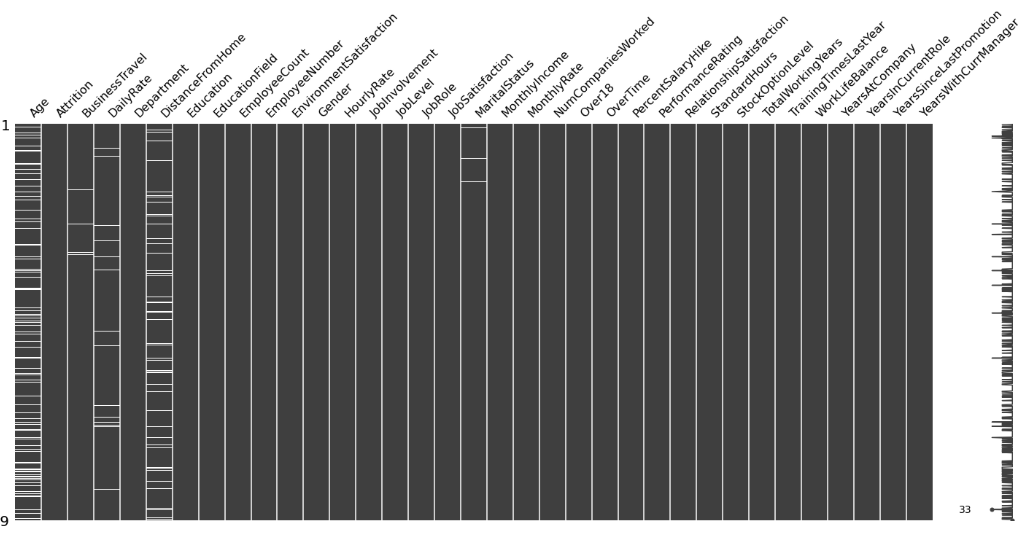 Age
Attrition
BusinessTravel
DailyRate
Department
DistanceFromHome
Education
EducationField
EmployeeCount
EmployeeNumber
EnvironmentSatisfaction
Gender
HourlyRate
JobInvolvement
JobLevel
JobRole
JobSatisfaction
MaritalStatus
MonthlyIncome
MonthlyRate
NumCompaniesWorked
Over18
OverTime
PercentSalaryHike
PerformanceRating
RelationshipSatisfaction
StandardHours
StockOptionLevel
TotalWorkingYears
TrainingTimesLastYear
WorkLifeBalance
YearsAtCompany
YearsInCurrentRole
YearsSinceLastPromotion
YearsWithCurrManager
1
9
33